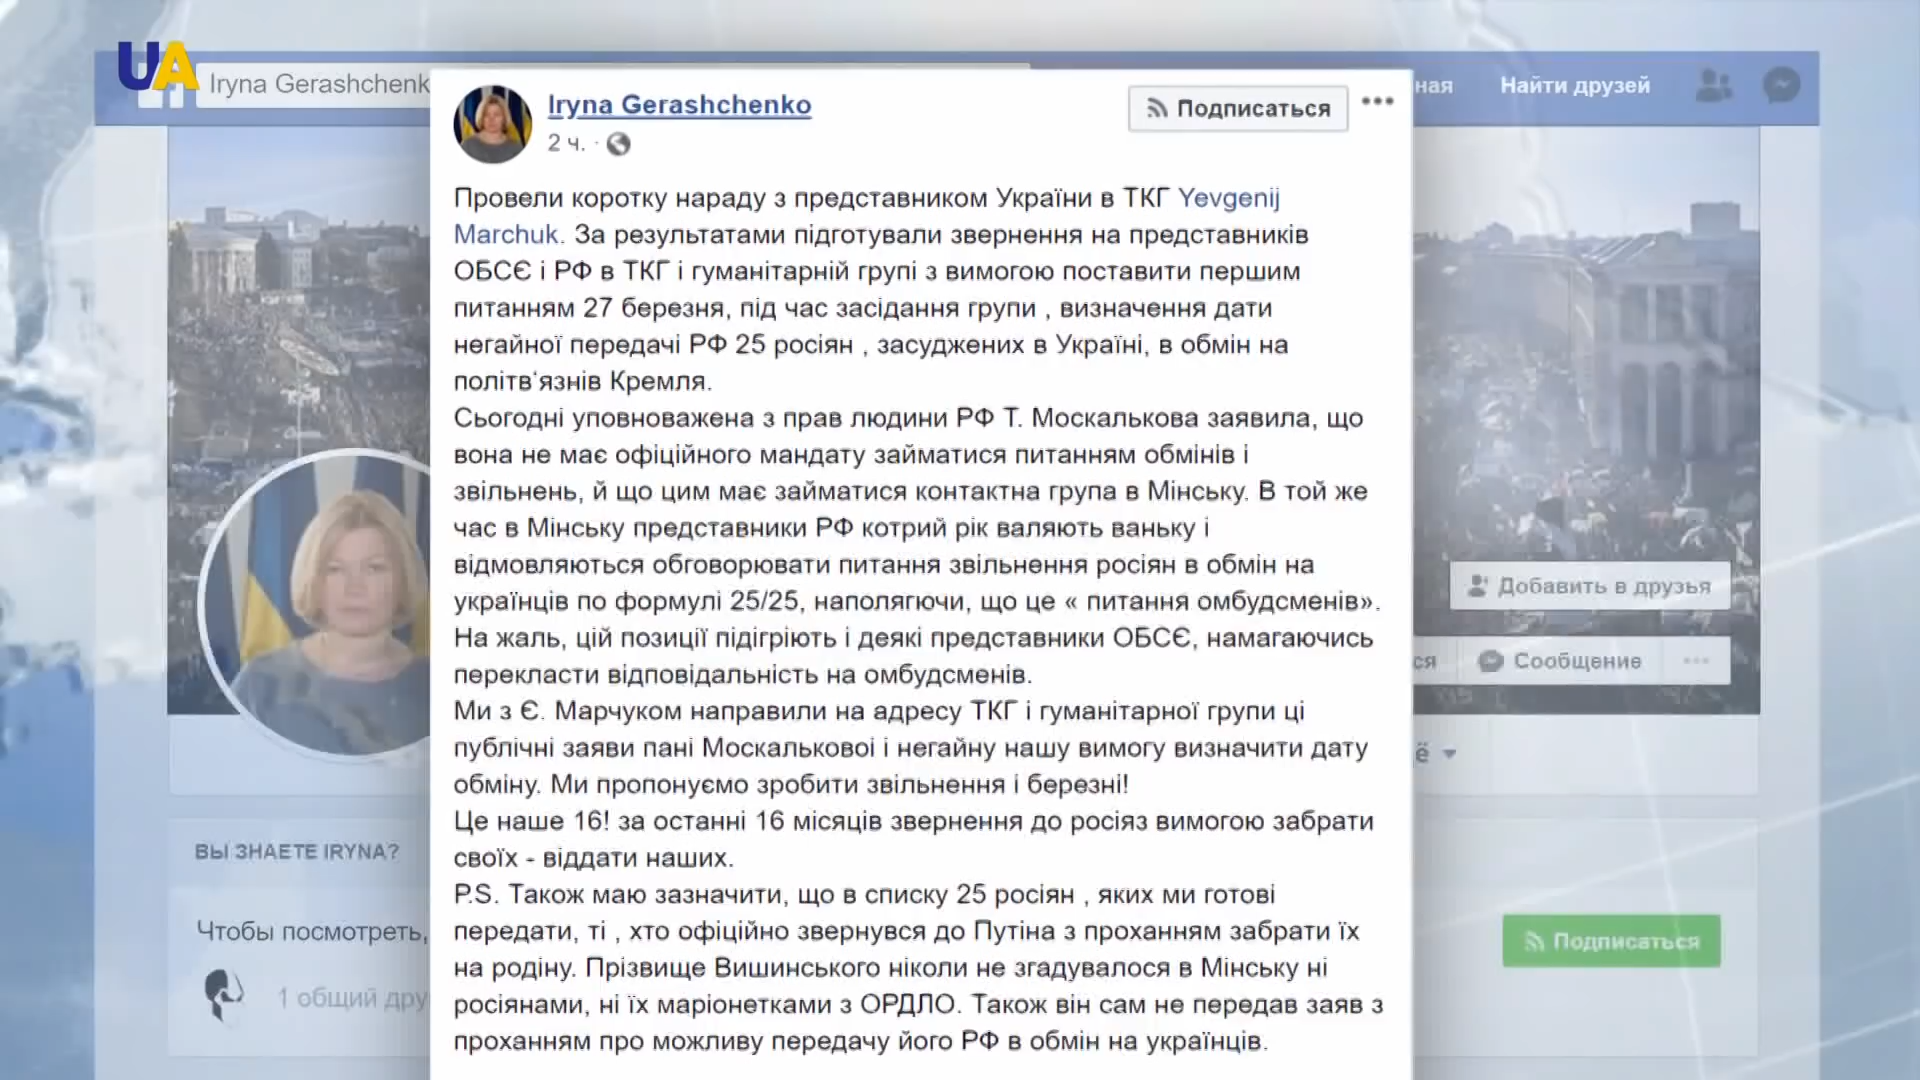 UA
Iryna Gerashchenk
ная
Найти друзей
Iryna Gerashchenko
2 ч. ·
Подписаться
Провели коротку нараду з представником України в ТКГ Yevgenij
Marchuk. За результатами підготували звернення на представників
ОБСЄ і РФ в ТКГ і гуманітарній групі з вимогою поставити першим
питанням 27 березня, під час засідання групи , визначення дати
негайної передачі РФ 25 росіян , засуджених в Україні, в обмін на
політв'язнів Кремля.
Сьогодні уповноважена з прав людини РФ Т. Москалькова заявила, що
вона не має офіційного мандату займатися питанням обмінів і
звільнень, й що цим має займатися контактна група в Мінську. В той же
час в Мінську представники РФ котрий рік валяють ваньку і
відмовляються обговорювати питання звільнення росіян в обмін на
українців по формулі 25/25, наполягючи, що це « питання омбудсменів».
На жаль, цій позиції підігріють і деякі представники ОБСЄ, намагаючись
перекласти відповідальність на омбудсменів.
Ми з Є. Марчуком направили на адресу ТКГ і гуманітарної групи ці
публічні заяви пані Москальковоі і негайну нашу вимогу визначити дату
обміну. Ми пропонуємо зробити звільнення і березні!
Це наше 16! за останні 16 місяців звернення до росіяз вимогою забрати
своїх - віддати наших.
P.S. Також маю зазначити, що в списку 25 росіян , яких ми готові
передати, ті , хто офіційно звернувся до Путіна з проханням забрати їх
на родіну. Прізвище Вишинського ніколи не згадувалося в Мінську ні
росіянами, ні їх маріонетками з ОРДЛО. Також він сам не передав заяв з
проханням про можливу передачу його РФ в обмін на українців.
Добавить в друзья
ся
Сообщение
ё
ВЫ ЗНАЕТЕ IRYNA?
Чтобы посмотреть,
Подписаться
1 общий дру